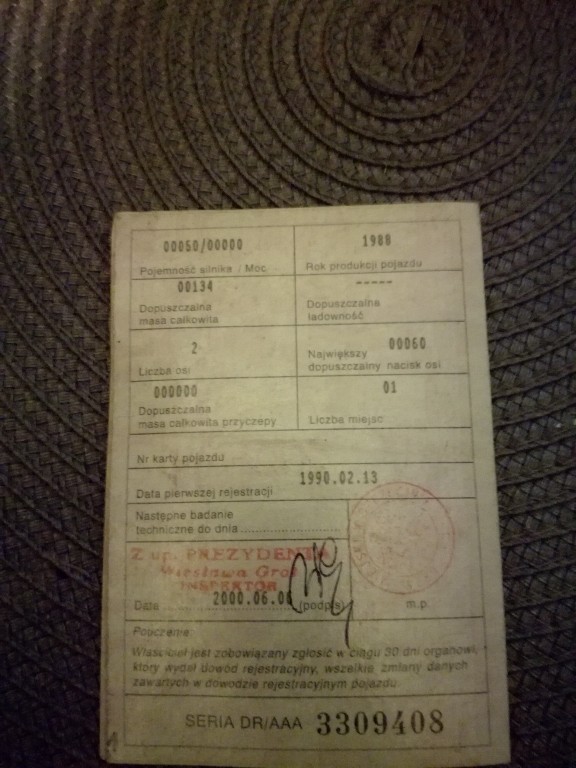 00050/00000
Pojemność silnika / Moc
1988
Rok produkcji pojazdu
00134
Dopuszczalna
masa całkowita
-----
Dopuszczalna
ładowność
2
Liczba osi
00060
Największy
dopuszczalny nacisk osi
000000
Dopuszczalna
masa całkowita przyczepy
01
Liczba miejsc
Nr karty pojazdu
1990.02.13
Data pierwszej rejestracji
Następne badanie
techniczne do dnia
Z up. PREZYDENTA
Wiesława Gro
INSPEKTOR
Data 2000.06.06 (podpis)
m.p.
Pouczenie
Właściciel jest zobowiązany zgłosić w ciągu 30 dni organowi,
który wydał dowód rejestracyjny, wszelkie zmiany danych
zawartych w dowodzie rejestracyjnym pojazdu.
SERIA DR/AAA 3309408